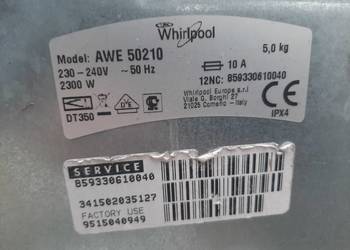 Whirlpool
Model: AWE 50210
5,0 kg
230-240V ~ 50 Hz
10 A
2300 W
12NC: 859330610040
Whirlpool Europe s.r.l.
Viale G. Borghi 27
21025 Comerio - Italy
DT350
IPX4
SERVICE
859330610040
341502035127
FACTORY USE
9515040949